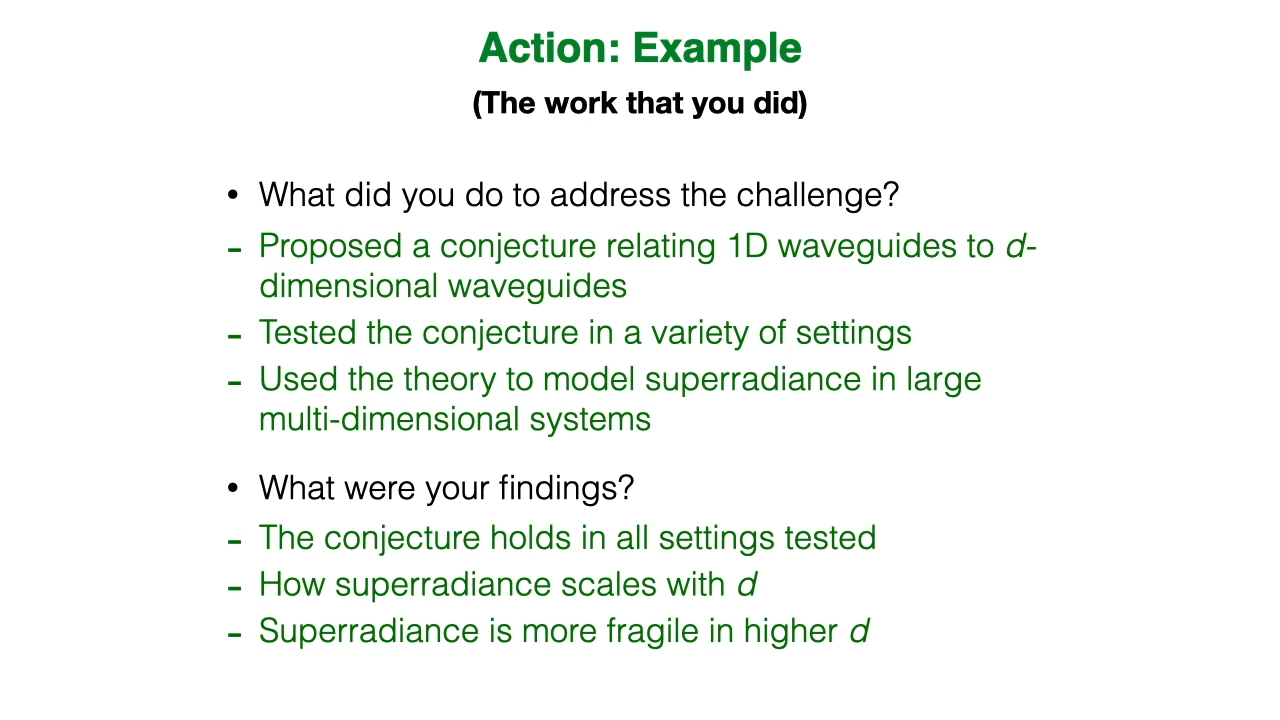 Action: Example
(The work that you did)
• What did you do to address the challenge?
- Proposed a conjecture relating 1D waveguides to d-
dimensional waveguides
- Tested the conjecture in a variety of settings
- Used the theory to model superradiance in large
multi-dimensional systems
• What were your findings?
- The conjecture holds in all settings tested
- How superradiance scales with d
- Superradiance is more fragile in higher d